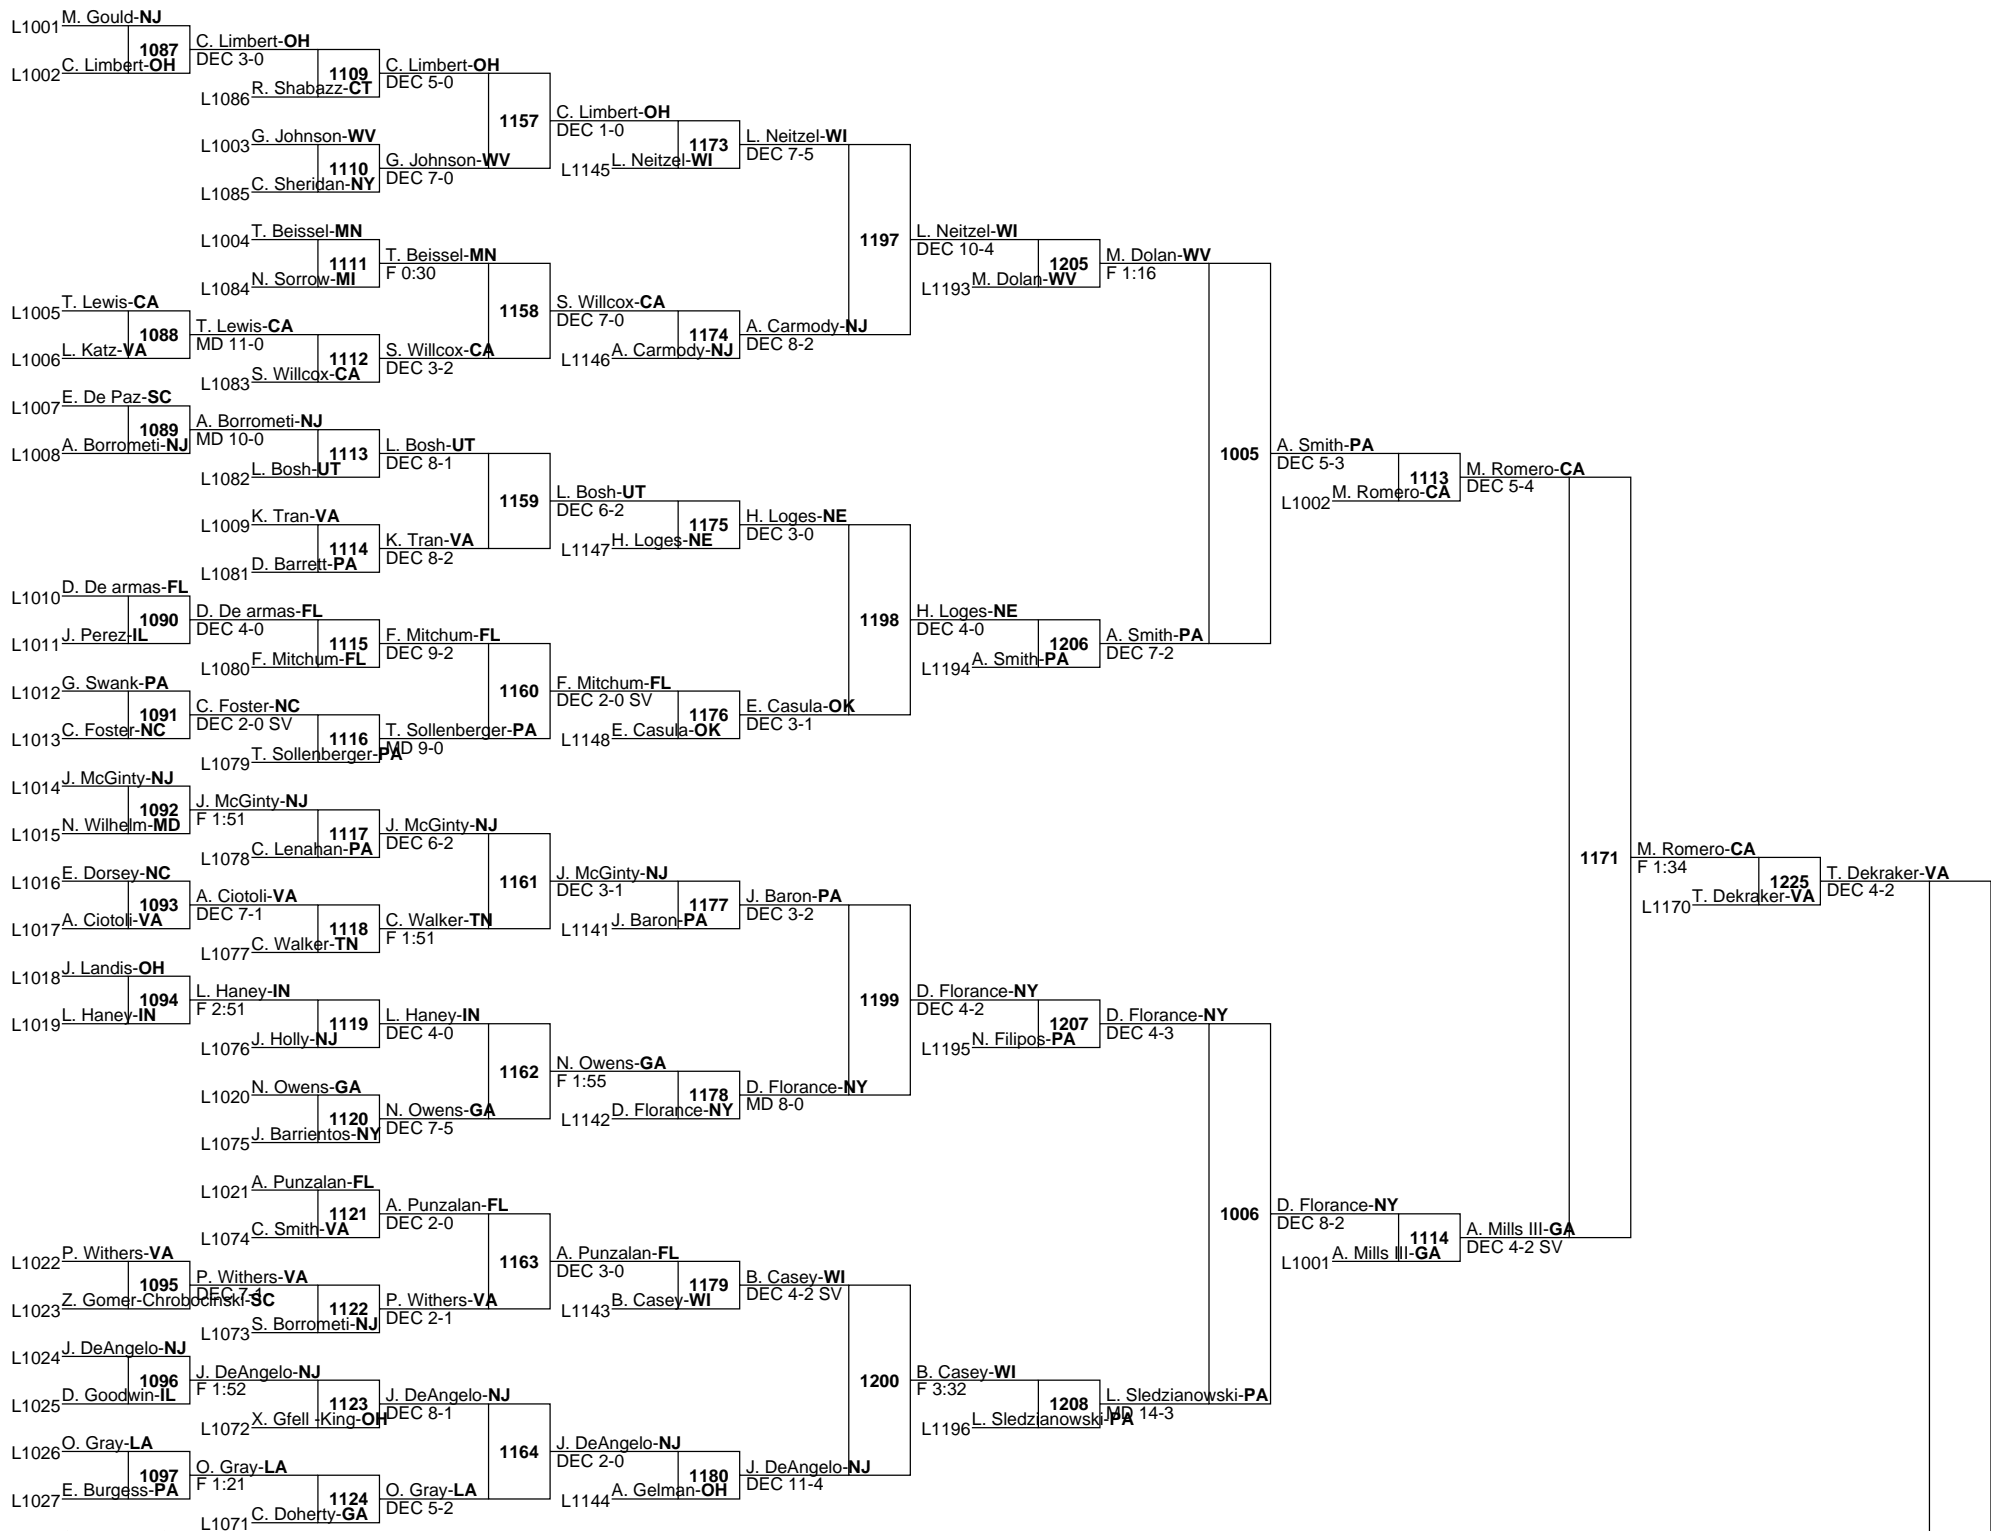 L1001 M. Gould-NJ
1087
L1002 C. Limbert-OH
C. Limbert-OH
DEC 3-0
1109
L1086 R. Shabazz-CT
C. Limbert-OH
DEC 5-0
1157
L1003 G. Johnson-WV
1110
L1085 C. Sheridan-NY
G. Johnson-WV
DEC 7-0
C. Limbert-OH
DEC 1-0
1173
L1145 L. Neitzel-WI
L. Neitzel-WI
DEC 7-5
1197
L1004 T. Beissel-MN
1111
L1084 N. Sorrow-MI
T. Beissel-MN
F 0:30
1158
L1005 T. Lewis-CA
1088
L1006 L. Katz-VA
T. Lewis-CA
MD 11-0
1112
L1083 S. Willcox-CA
S. Willcox-CA
DEC 3-2
S. Willcox-CA
DEC 7-0
1174
L1146 A. Carmody-NJ
A. Carmody-NJ
DEC 8-2
L. Neitzel-WI
DEC 10-4
1205
L1193 M. Dolan-WV
M. Dolan-WV
F 1:16
1005
L1007 E. De Paz-SC
1089
L1008 A. Borrometi-NJ
A. Borrometi-NJ
MD 10-0
1113
L1082 L. Bosh-UT
L. Bosh-UT
DEC 8-1
1159
L1009 K. Tran-VA
1114
L1081 D. Barrett-PA
K. Tran-VA
DEC 8-2
L. Bosh-UT
DEC 6-2
1175
L1147 H. Loges-NE
H. Loges-NE
DEC 3-0
1198
L1010 D. De armas-FL
1090
L1011 J. Perez-IL
D. De armas-FL
DEC 4-0
1115
L1080 F. Mitchum-FL
F. Mitchum-FL
DEC 9-2
1160
L1012 G. Swank-PA
1091
L1013 C. Foster-NC
C. Foster-NC
DEC 2-0 SV
1116
L1079 T. Sollenberger-PA
T. Sollenberger-PA
MD 9-0
F. Mitchum-FL
DEC 2-0 SV
1176
L1148 E. Casula-OK
E. Casula-OK
DEC 3-1
H. Loges-NE
DEC 4-0
1206
L1194 A. Smith-PA
A. Smith-PA
DEC 7-2
A. Smith-PA
DEC 5-3
1113
L1002 M. Romero-CA
M. Romero-CA
DEC 5-4
1171
L1014 J. McGinty-NJ
1092
L1015 N. Wilhelm-MD
J. McGinty-NJ
F 1:51
1117
L1078 C. Lenahan-PA
J. McGinty-NJ
DEC 6-2
1161
L1016 E. Dorsey-NC
1093
L1017 A. Ciotoli-VA
A. Ciotoli-VA
DEC 7-1
1118
L1077 C. Walker-TN
C. Walker-TN
F 1:51
J. McGinty-NJ
DEC 3-1
1177
L1141 J. Baron-PA
J. Baron-PA
DEC 3-2
1199
L1018 J. Landis-OH
1094
L1019 L. Haney-IN
L. Haney-IN
F 2:51
1119
L1076 J. Holly-NJ
L. Haney-IN
DEC 4-0
1162
L1020 N. Owens-GA
1120
L1075 J. Barrientos-NY
N. Owens-GA
DEC 7-5
N. Owens-GA
F 1:55
1178
L1142 D. Florance-NY
D. Florance-NY
MD 8-0
D. Florance-NY
DEC 4-2
1207
L1195 N. Filipos-PA
D. Florance-NY
DEC 4-3
1006
L1021 A. Punzalan-FL
1121
L1074 C. Smith-VA
A. Punzalan-FL
DEC 2-0
1163
L1022 P. Withers-VA
1095
L1023 Z. Gomer-Chrobocinski-SC
P. Withers-VA
DEC 7-1
1122
L1073 S. Borrometi-NJ
P. Withers-VA
DEC 2-1
A. Punzalan-FL
DEC 3-0
1179
L1143 B. Casey-WI
B. Casey-WI
DEC 4-2 SV
1200
L1024 J. DeAngelo-NJ
1096
L1025 D. Goodwin-IL
J. DeAngelo-NJ
F 1:52
1123
L1072 X. Gfell -King-OH
J. DeAngelo-NJ
DEC 8-1
1164
L1026 O. Gray-LA
1097
L1027 E. Burgess-PA
O. Gray-LA
F 1:21
1124
L1071 C. Doherty-GA
O. Gray-LA
DEC 5-2
J. DeAngelo-NJ
DEC 2-0
1180
L1144 A. Gelman-OH
J. DeAngelo-NJ
DEC 11-4
B. Casey-WI
F 3:32
1208
L1196 L. Sledzianowski-PA
L. Sledzianowski-PA
MD 14-3
D. Florance-NY
DEC 8-2
1114
L1001 A. Mills III-GA
A. Mills III-GA
DEC 4-2 SV
M. Romero-CA
F 1:34
1225
L1170 T. Dekraker-VA
T. Dekraker-VA
DEC 4-2